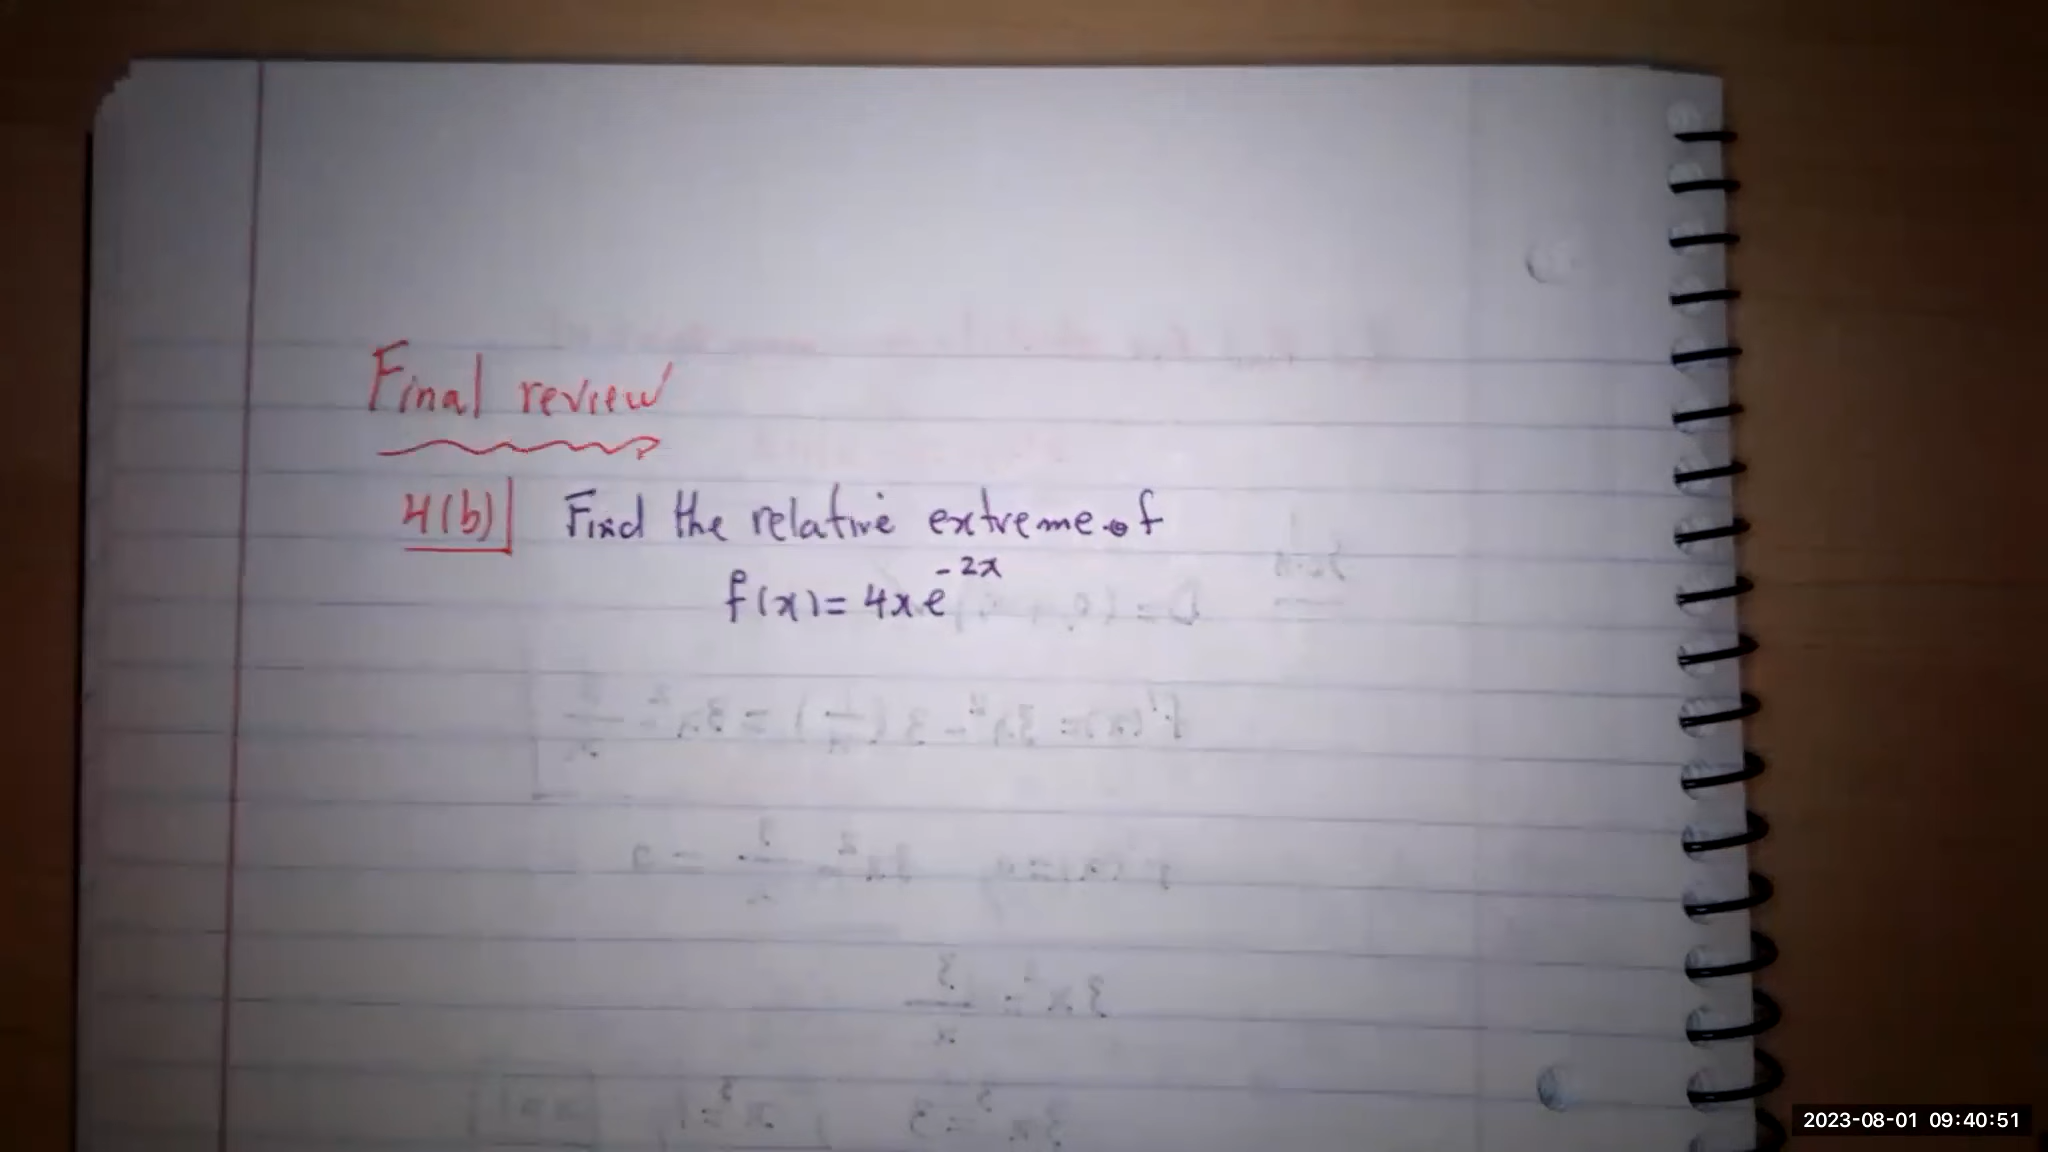 Final review
4(b) Find the relative extreme of
f(x) = 4xe^{-2x}
2023-08-01 09:40:51